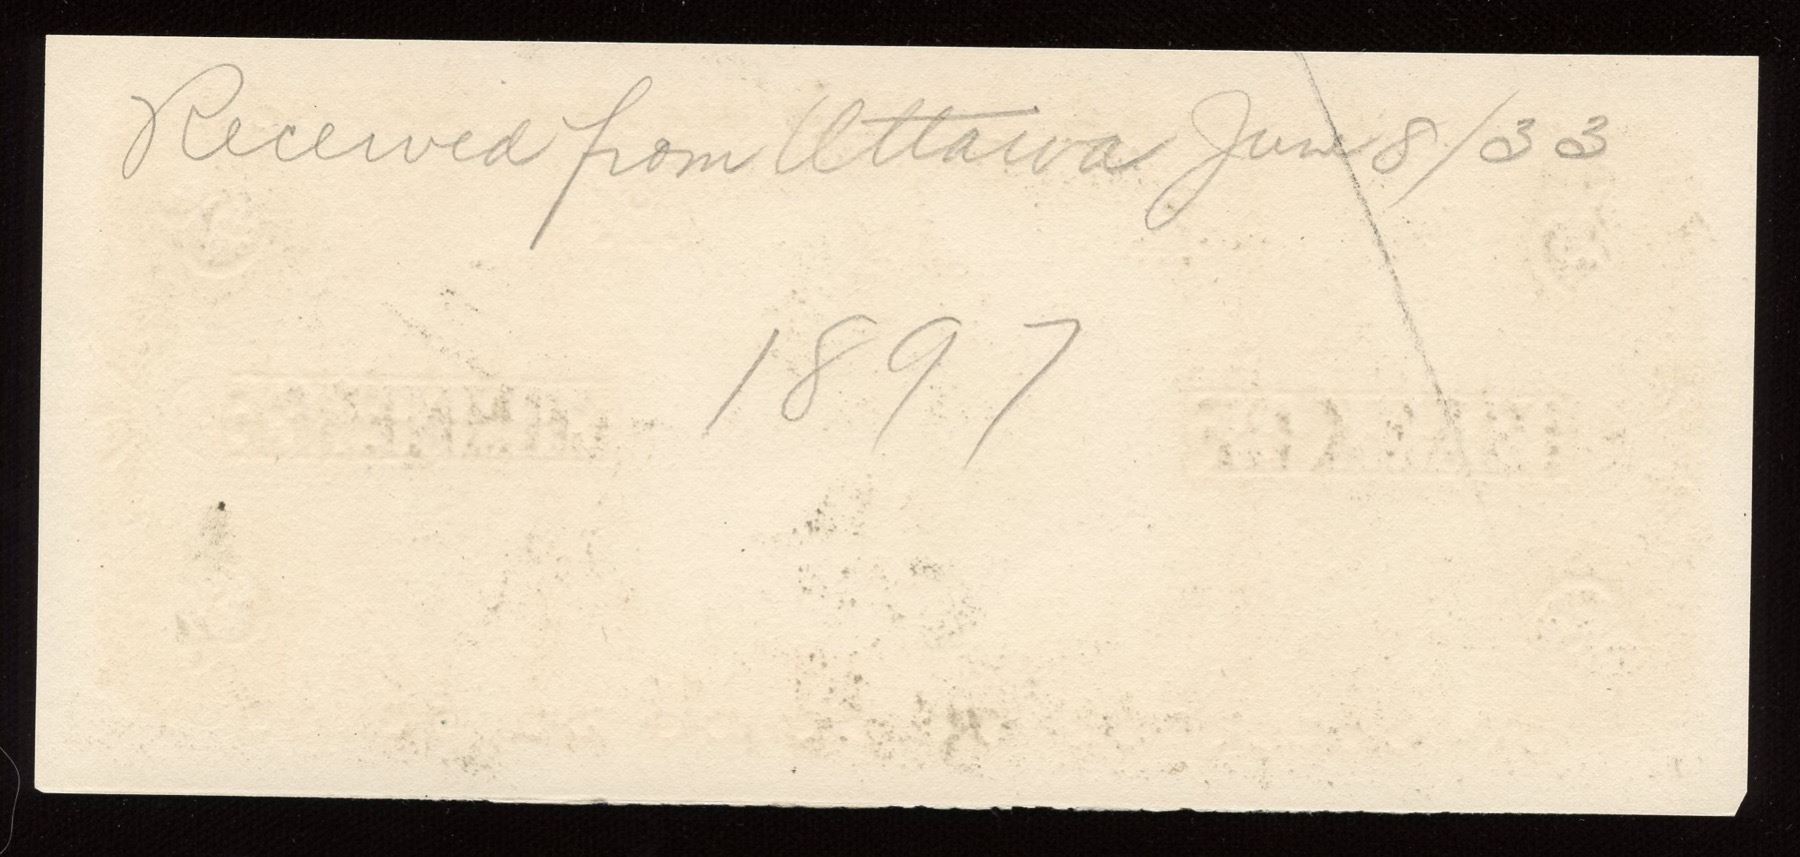 Received from Ottawa June 8/33
1897